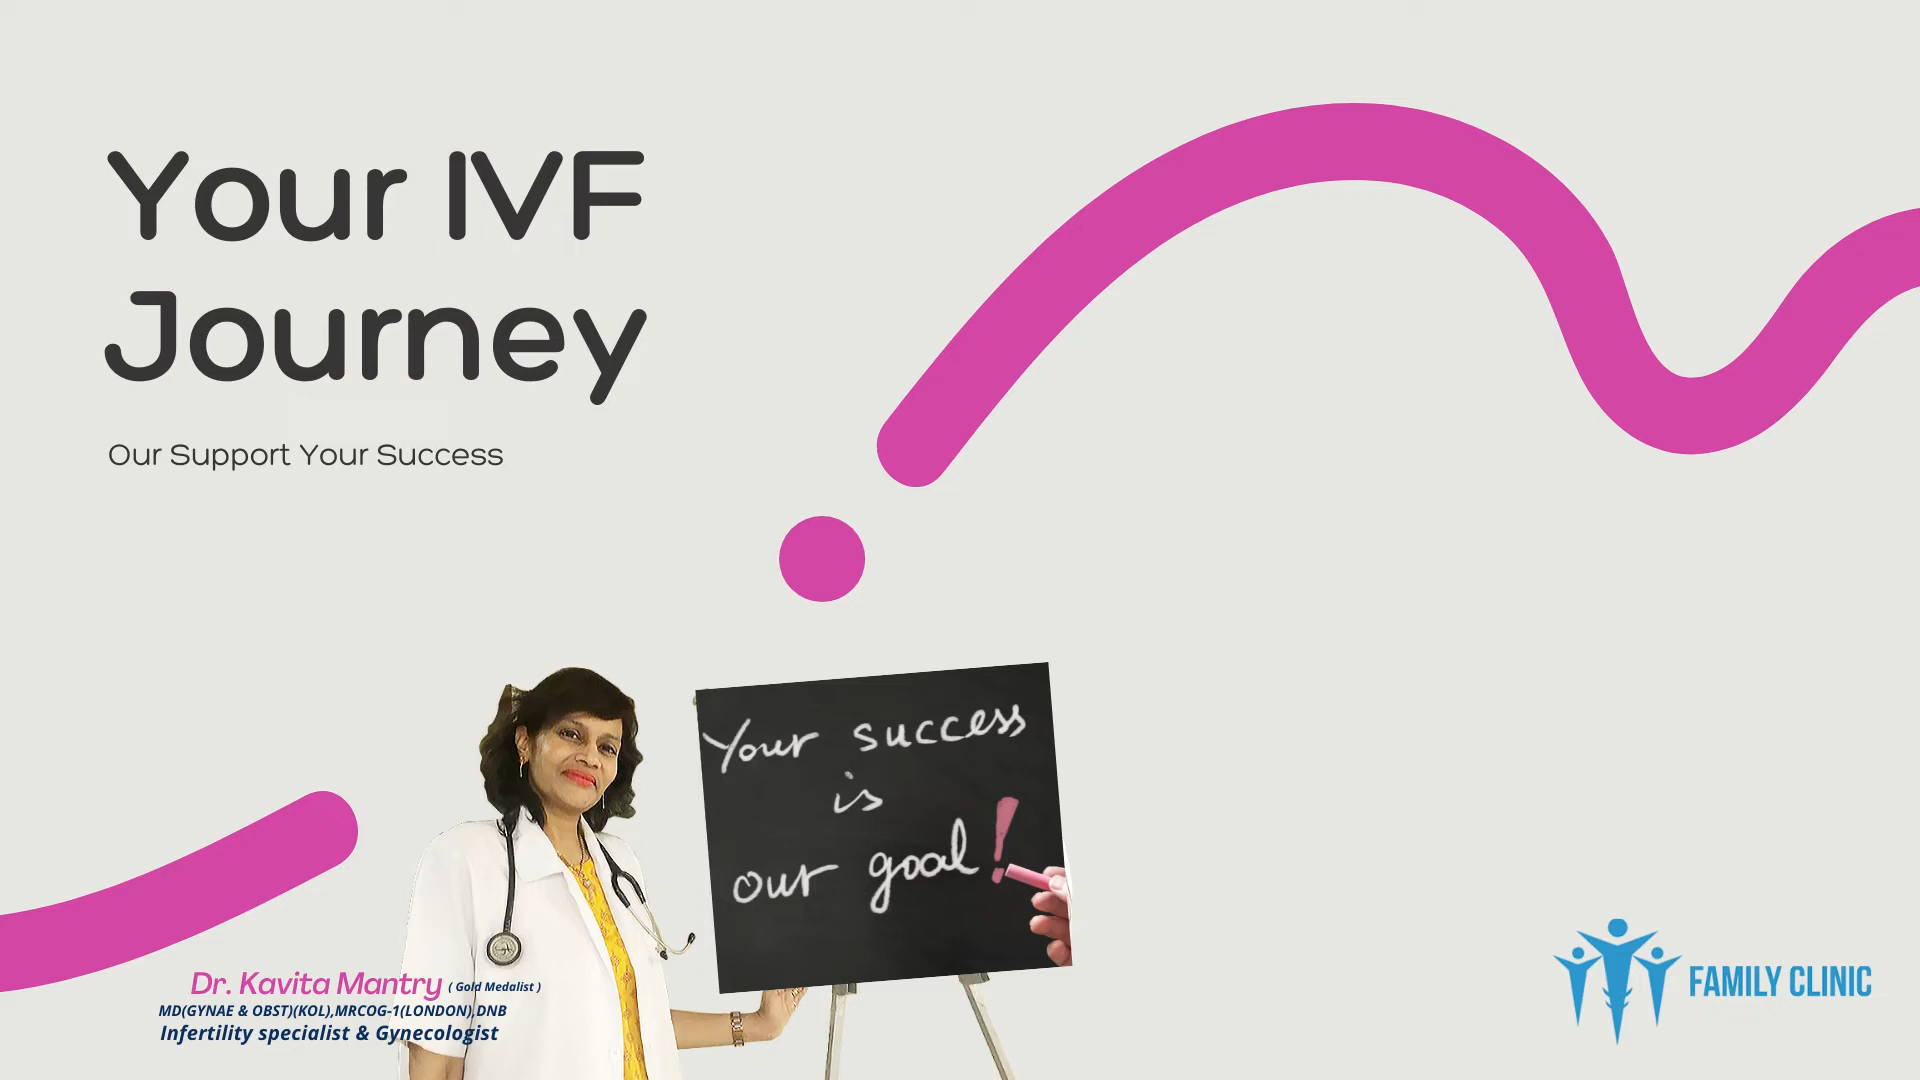 Your IVF
Journey
Our Support Your Success
Your success
is
our goal!
Dr. Kavita Mantry ( Gold Medalist )
MD(GYNAE & OBST)(KOL),MRCOG-1(LONDON),DNB
Infertility specialist & Gynecologist
FAMILY CLINIC